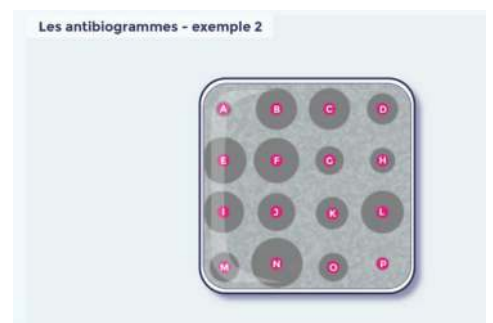 Les antibiogrammes - exemple 2
A B C D
E F G H
I J K L
M N O P